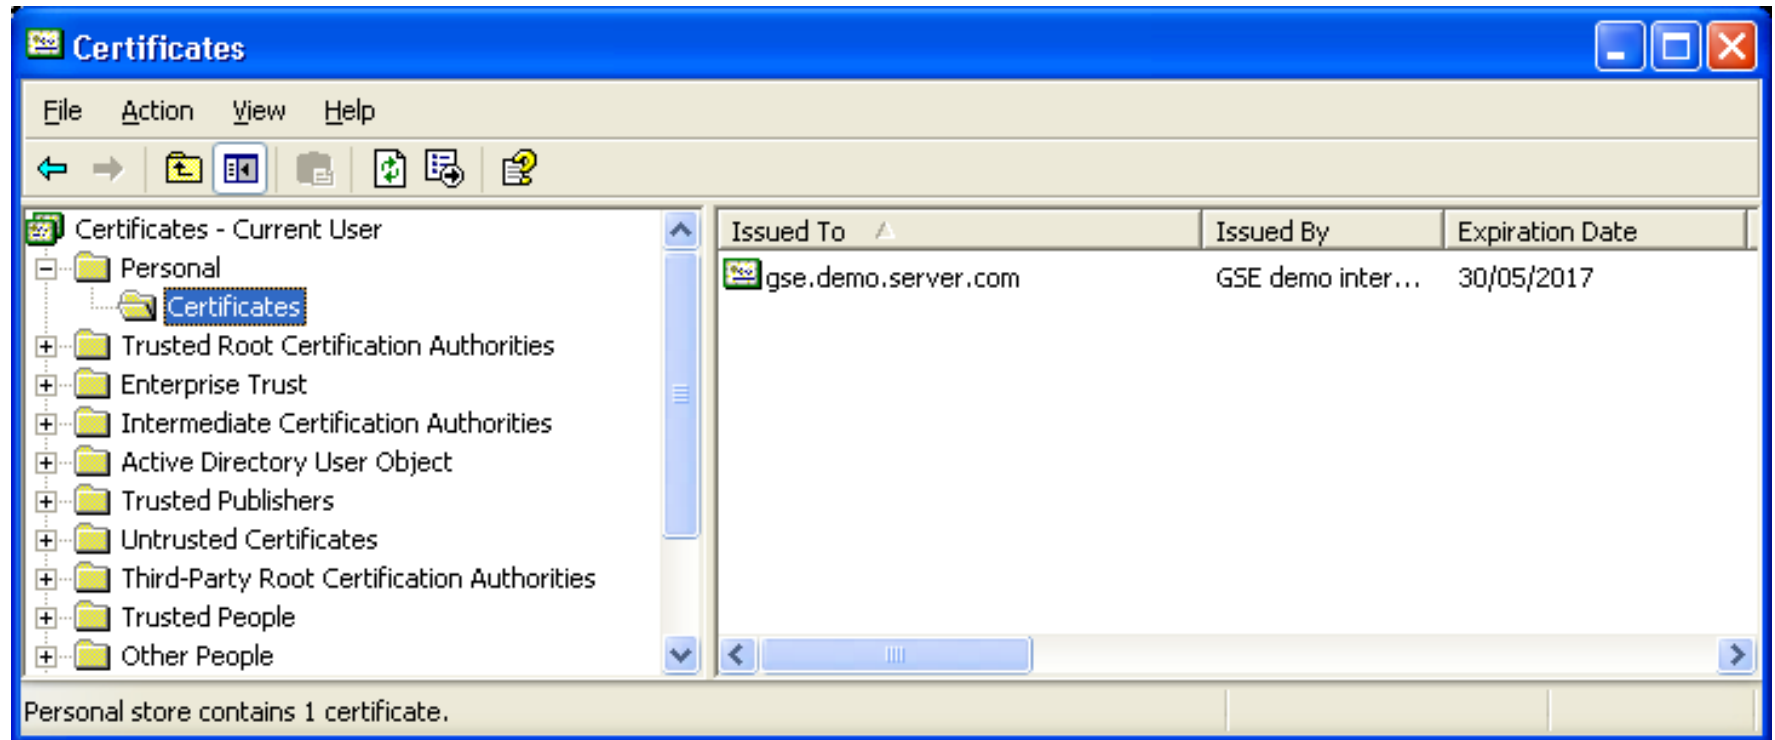 Certificates
File Action View Help
Certificates - Current User
Personal
Certificates
Trusted Root Certification Authorities
Enterprise Trust
Intermediate Certification Authorities
Active Directory User Object
Trusted Publishers
Untrusted Certificates
Third-Party Root Certification Authorities
Trusted People
Other People
Issued To Issued By Expiration Date
gse.demo.server.com GSE demo inter... 30/05/2017
Personal store contains 1 certificate.